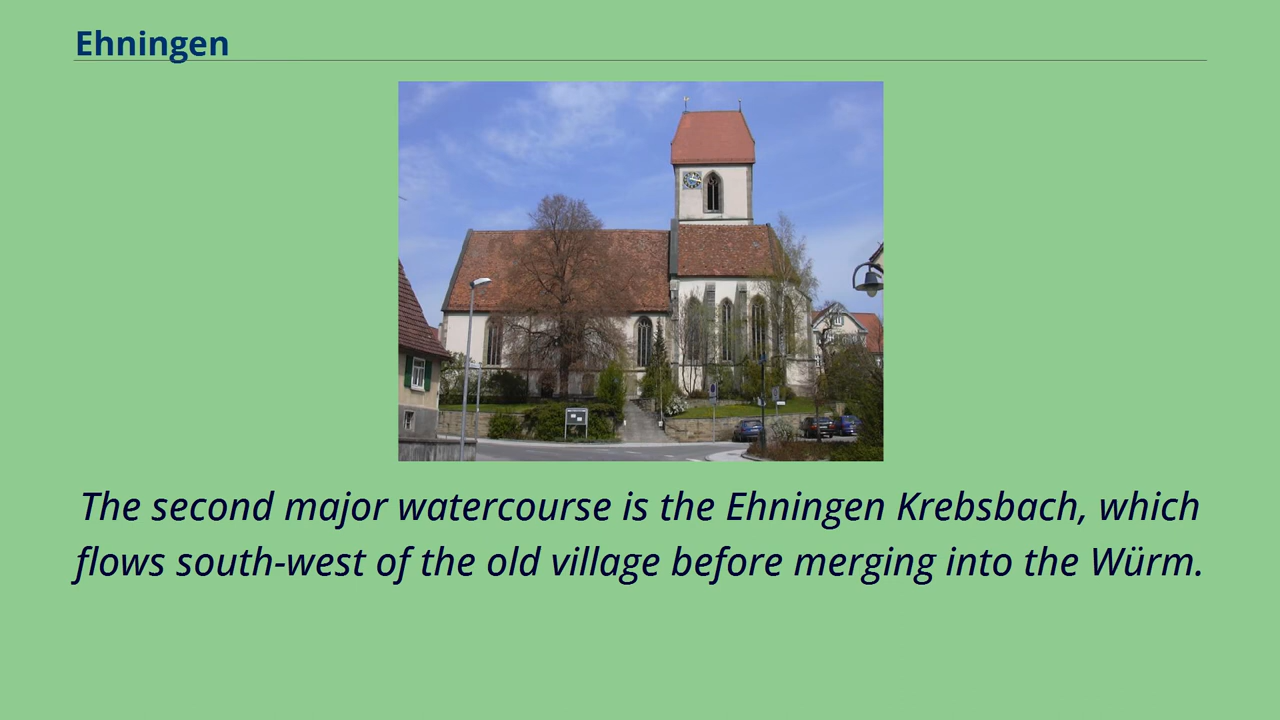 Ehningen
The second major watercourse is the Ehningen Krebsbach, which
flows south-west of the old village before merging into the Würm.